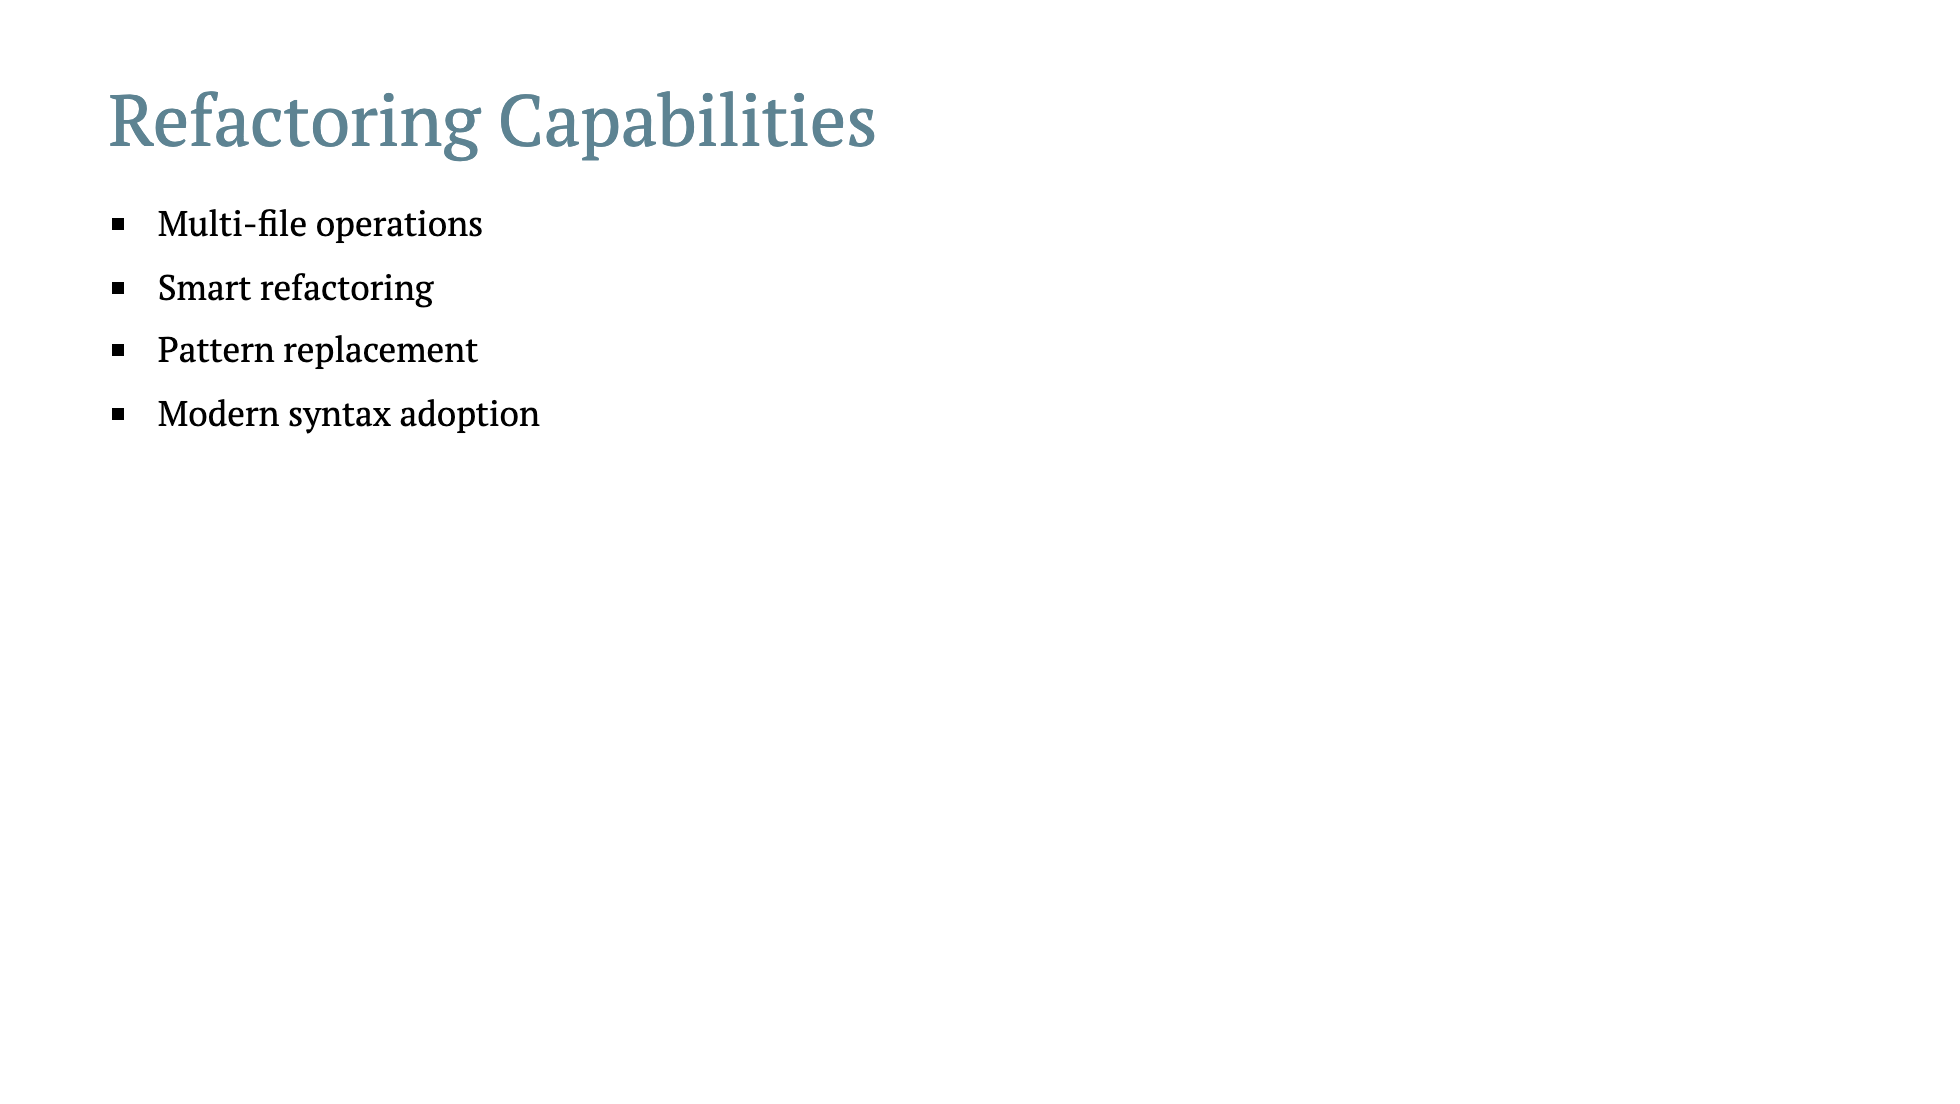 Refactoring Capabilities
▪ Multi-file operations
▪ Smart refactoring
▪ Pattern replacement
▪ Modern syntax adoption